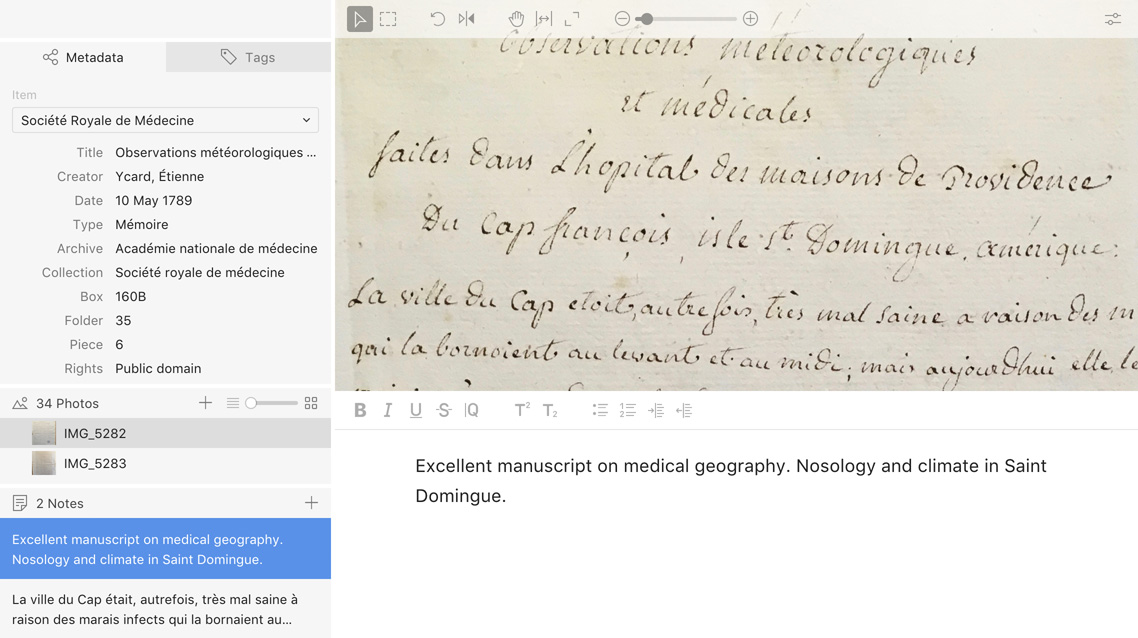 Metadata
Tags
Item
Société Royale de Médecine
Title Observations météorologiques ...
Creator Ycard, Étienne
Date 10 May 1789
Type Mémoire
Archive Académie nationale de médecine
Collection Société royale de médecine
Box 160B
Folder 35
Piece 6
Rights Public domain
34 Photos
IMG_5282
IMG_5283
2 Notes
Excellent manuscript on medical geography.
Nosology and climate in Saint Domingue.
La ville du Cap était, autrefois, très mal saine à
raison des marais infects qui la bornaient au...
Observations météorologiques
et médicales
faites dans L'hopital des maisons de Providence
Du Cap françois, isle St. Domingue, amérique:
La ville du Cap etoit, autrefois, très mal saine a raison des m
qui la bornoient au levant et au midi; mais aujourdhui elle
B I U S Q T² T₂
Excellent manuscript on medical geography. Nosology and climate in Saint
Domingue.